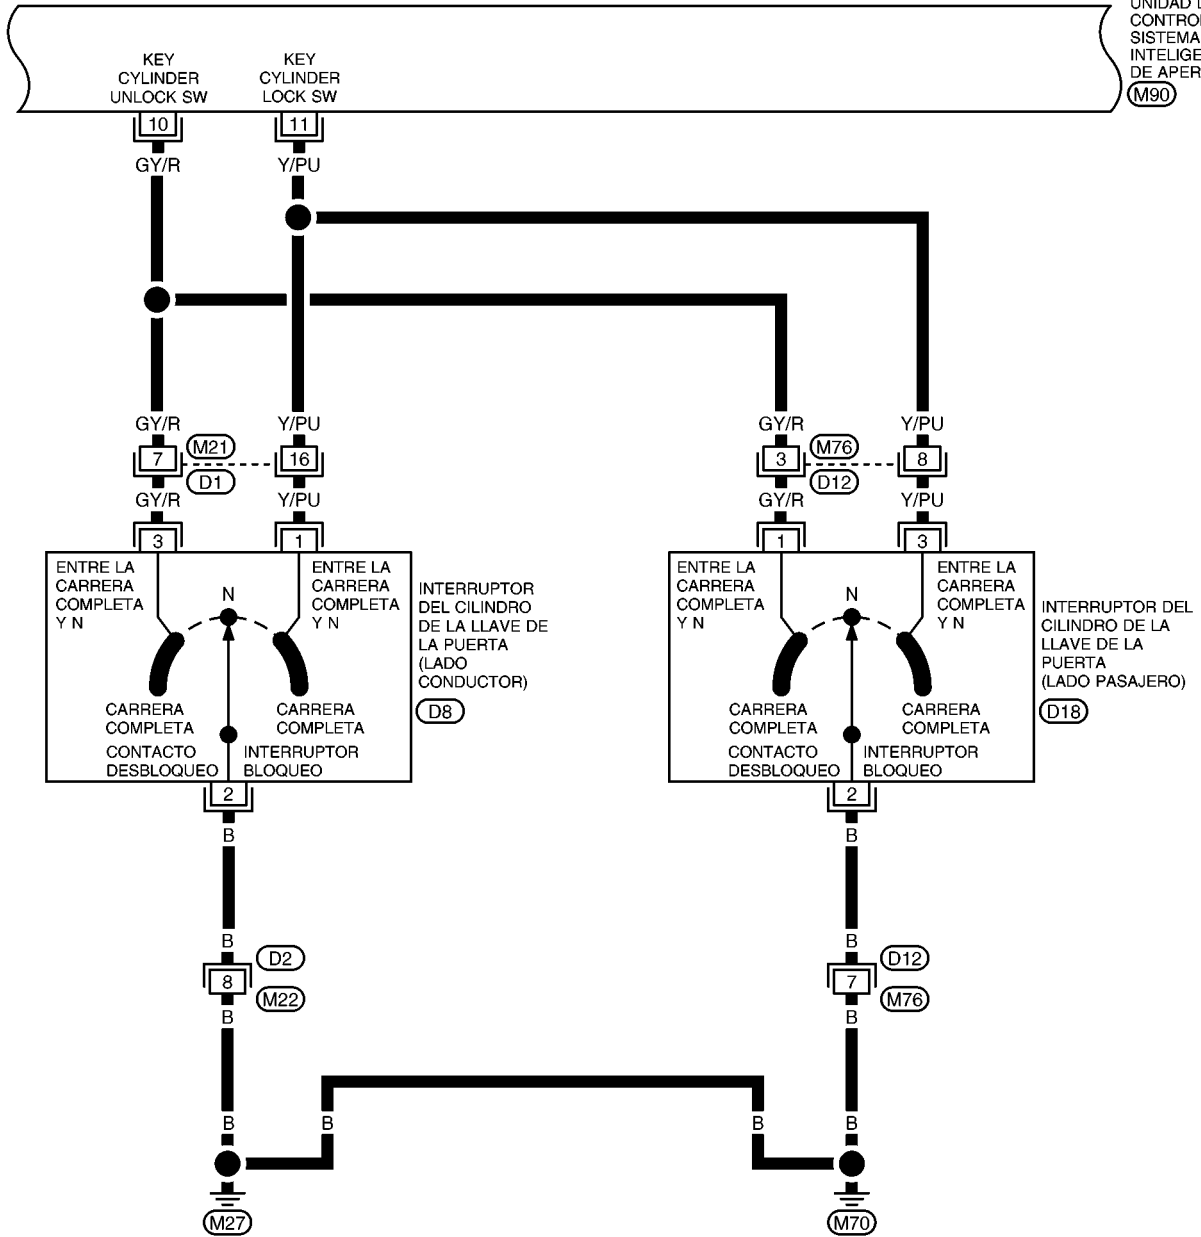 CONTROL
SISTEMA
DE APER
M90
KEY
CYLINDER
UNLOCK SW
KEY
CYLINDER
LOCK SW
10
11
GY/R
Y/PU
GY/R
Y/PU
GY/R
Y/PU
7
M21
16
3
M76
8
D1
D12
GY/R
Y/PU
GY/R
Y/PU
3
1
1
3
ENTRE LA
CARRERA
COMPLETA
Y N
N
ENTRE LA
CARRERA
COMPLETA
Y N
CARRERA
COMPLETA
CARRERA
COMPLETA
CONTACTO
DESBLOQUEO
INTERRUPTOR
BLOQUEO
INTERRUPTOR
DEL CILINDRO
DE LA LLAVE DE
LA PUERTA
(LADO
CONDUCTOR)
D8
ENTRE LA
CARRERA
COMPLETA
Y N
N
ENTRE LA
CARRERA
COMPLETA
Y N
CARRERA
COMPLETA
CARRERA
COMPLETA
CONTACTO
DESBLOQUEO
INTERRUPTOR
BLOQUEO
INTERRUPTOR DEL
CILINDRO DE LA
LLAVE DE LA
PUERTA
(LADO PASAJERO)
D18
2
2
B
B
B
B
D2
D12
8
7
M22
M76
B
B
B
B
B
B
M27
M70